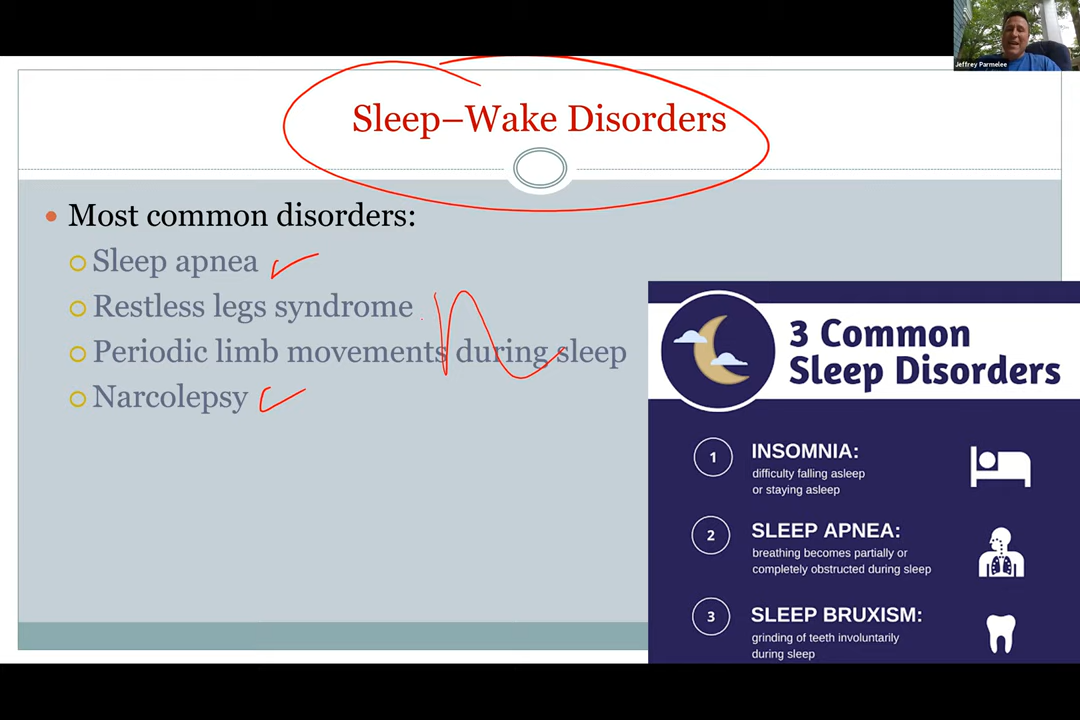 Jeffrey Parmelee
Sleep–Wake Disorders
Most common disorders:
Sleep apnea
Restless legs syndrome
Periodic limb movements during sleep
Narcolepsy
3 Common
Sleep Disorders
1
INSOMNIA:
difficulty falling asleep
or staying asleep
2
SLEEP APNEA:
breathing becomes partially or
completely obstructed during sleep
3
SLEEP BRUXISM:
grinding of teeth involuntarily
during sleep